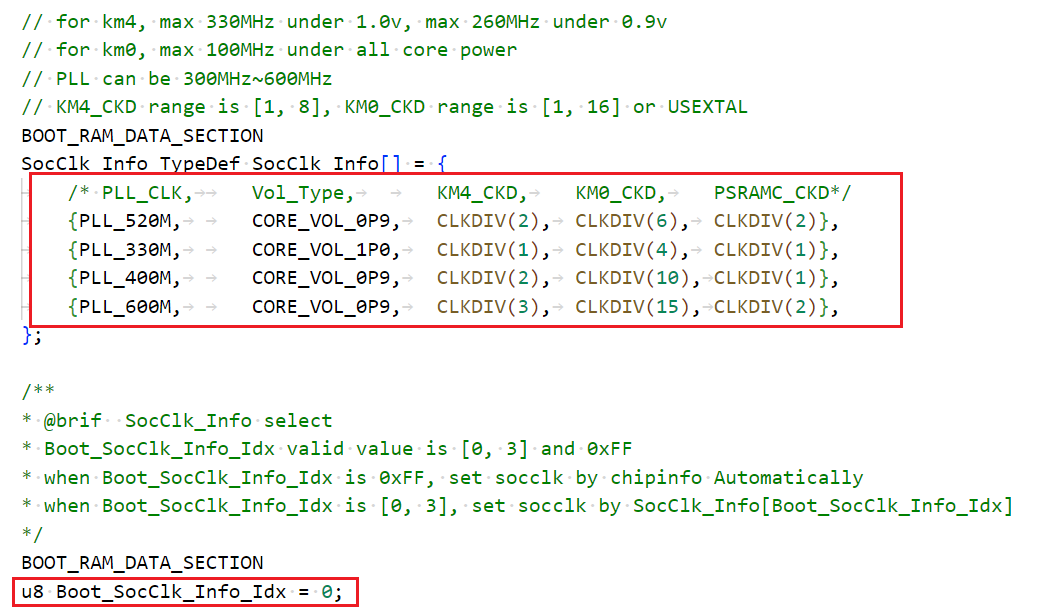 // for km4, max 330MHz under 1.0v, max 260MHz under 0.9v
// for km0, max 100MHz under all core power
// PLL can be 300MHz~600MHz
// KM4_CKD range is [1, 8], KM0_CKD range is [1, 16] or USEXTAL
BOOT_RAM_DATA_SECTION
SocClk_Info_TypeDef SocClk_Info[] = {
/* PLL_CLK, Vol_Type, KM4_CKD, KM0_CKD, PSRAMC_CKD*/
{PLL_520M, CORE_VOL_0P9, CLKDIV(2), CLKDIV(6), CLKDIV(2)},
{PLL_330M, CORE_VOL_1P0, CLKDIV(1), CLKDIV(4), CLKDIV(1)},
{PLL_400M, CORE_VOL_0P9, CLKDIV(2), CLKDIV(10), CLKDIV(1)},
{PLL_600M, CORE_VOL_0P9, CLKDIV(3), CLKDIV(15), CLKDIV(2)},
};
/**
* @brif  SocClk_Info select
* Boot_SocClk_Info_Idx valid value is [0, 3] and 0xFF
* when Boot_SocClk_Info_Idx is 0xFF, set socclk by chipinfo Automatically
* when Boot_SocClk_Info_Idx is [0, 3], set socclk by SocClk_Info[Boot_SocClk_Info_Idx]
*/
BOOT_RAM_DATA_SECTION
u8 Boot_SocClk_Info_Idx = 0;